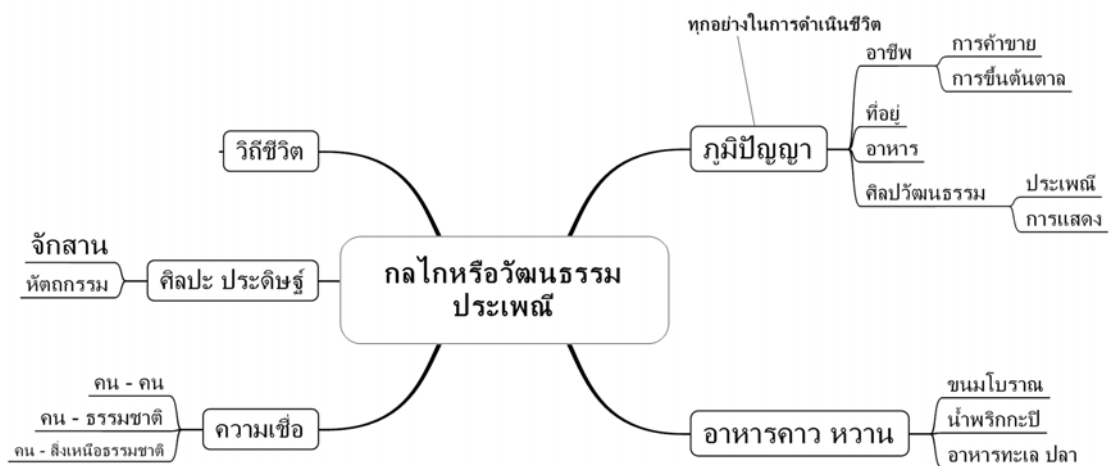 ทุกอย่างในการดำเนินชีวิต
อาชีพ
การค้าขาย
การขึ้นต้นตาล
ที่อยู่
ภูมิปัญญา
อาหาร
ศิลปวัฒนธรรม
ประเพณี
การแสดง
วิถีชีวิต
จักสาน
หัตถกรรม
ศิลปะ ประดิษฐ์
กลไกหรือวัฒนธรรม
ประเพณี
คน - คน
คน - ธรรมชาติ
คน - สิ่งเหนือธรรมชาติ
ความเชื่อ
อาหารคาว หวาน
ขนมโบราณ
น้ำพริกกะปิ
อาหารทะเล ปลา